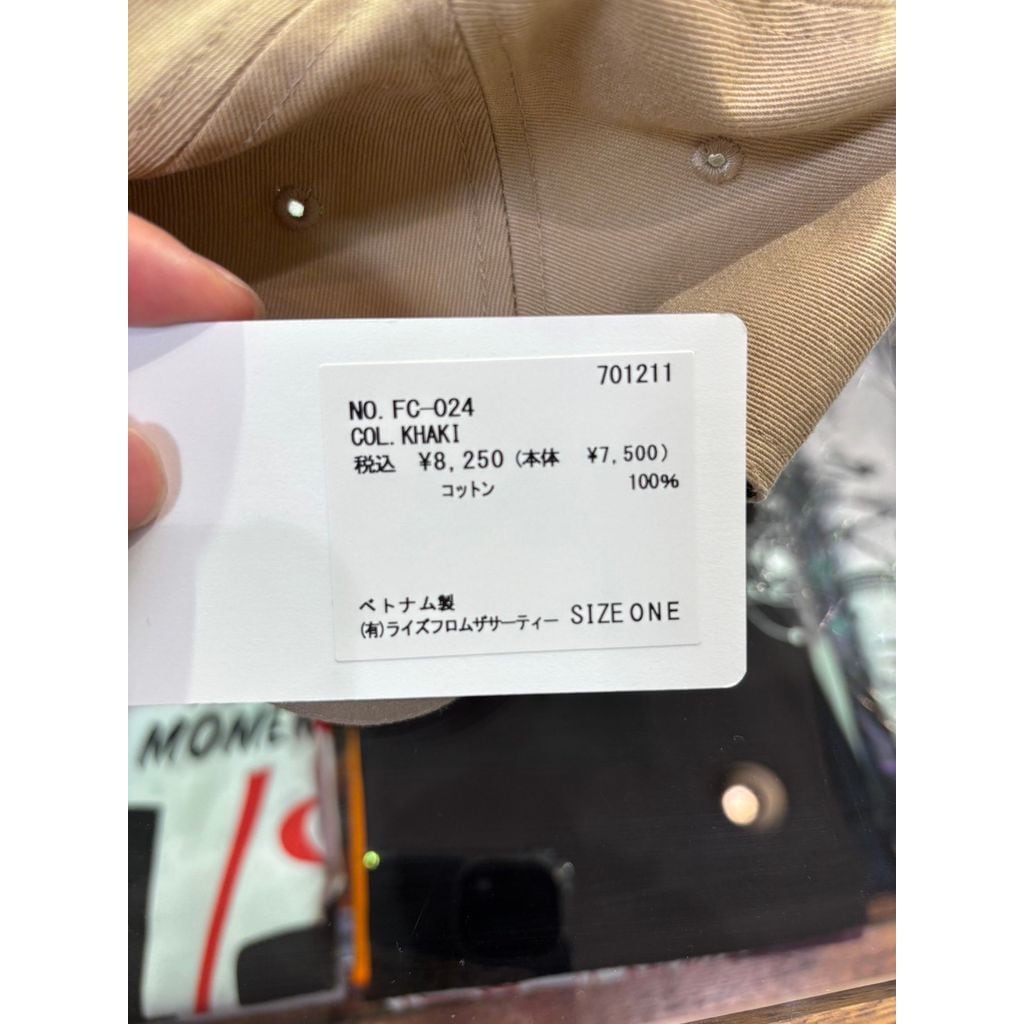 701211
NO. FC-024
COL. KHAKI
税込 ¥8,250 (本体 ¥7,500)
コットン 100%
ベトナム製
(有)ライズフロムザサーティー SIZE ONE